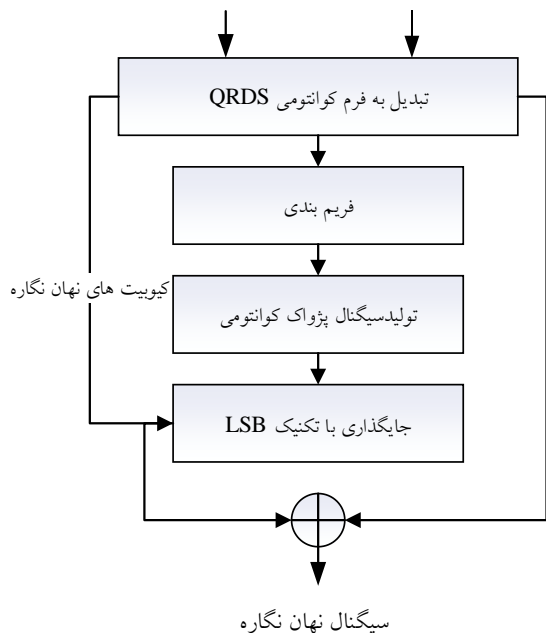 تبدیل به فرم کوانتومی QRDS
فریم بندی
کیوبیت های نهان نگاره
تولیدسیگنال پژواک کوانتومی
جایگذاری با تکنیک LSB
سیگنال نهان نگاره